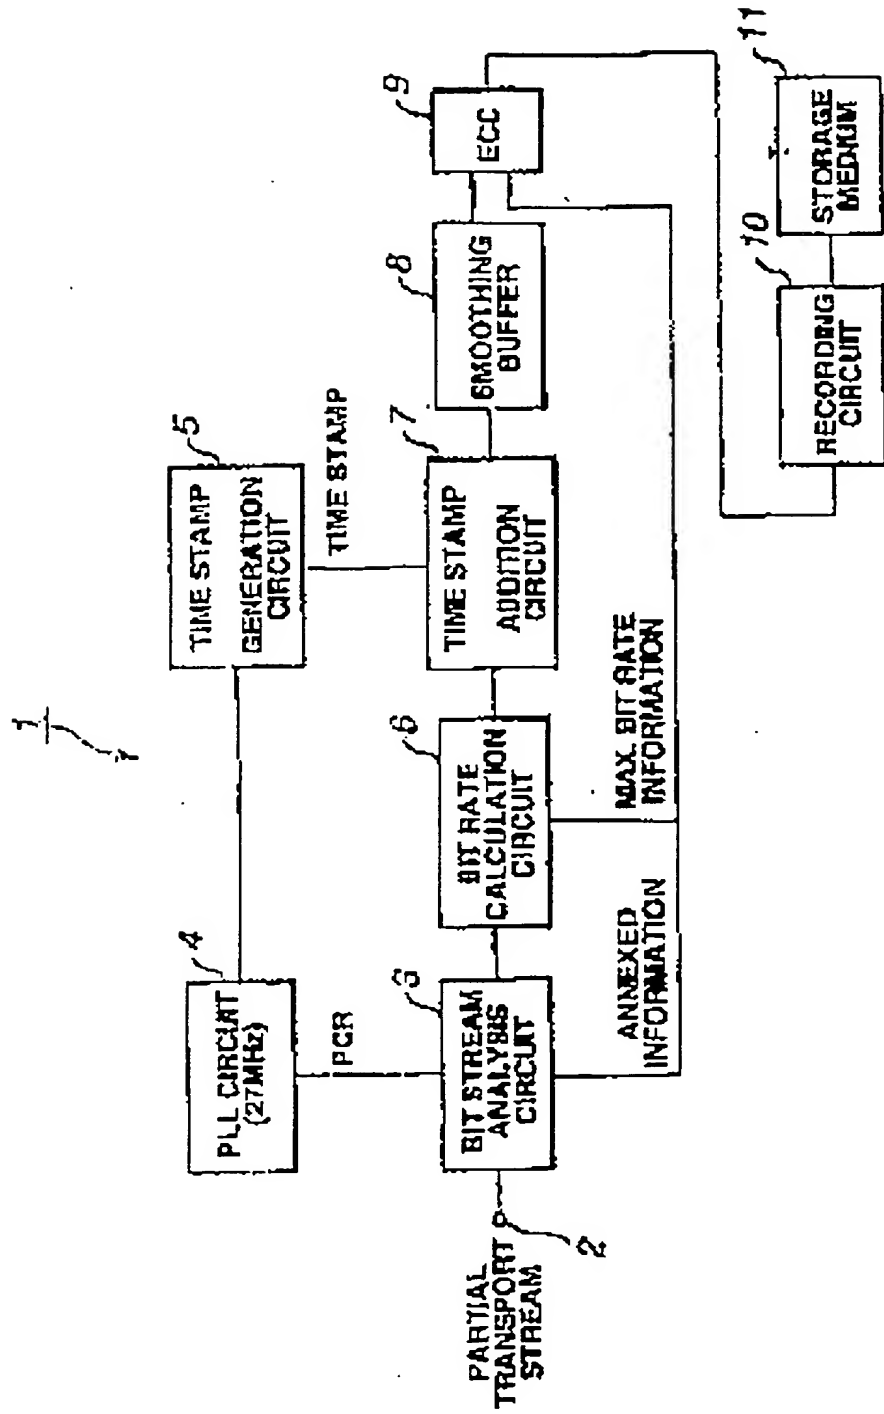 1
PARTIAL
TRANSPORT
STREAM
2
BIT STREAM
ANALYSIS
CIRCUIT
3
PCR
PLL CIRCUIT
(27MHz)
4
TIME STAMP
GENERATION
CIRCUIT
5
TIME STAMP
BIT RATE
CALCULATION
CIRCUIT
6
TIME STAMP
ADDITION
CIRCUIT
7
SMOOTHING
BUFFER
8
ECC
9
ANNEXED
INFORMATION
MAX. BIT RATE
INFORMATION
RECORDING
CIRCUIT
10
STORAGE
MEDIUM
11